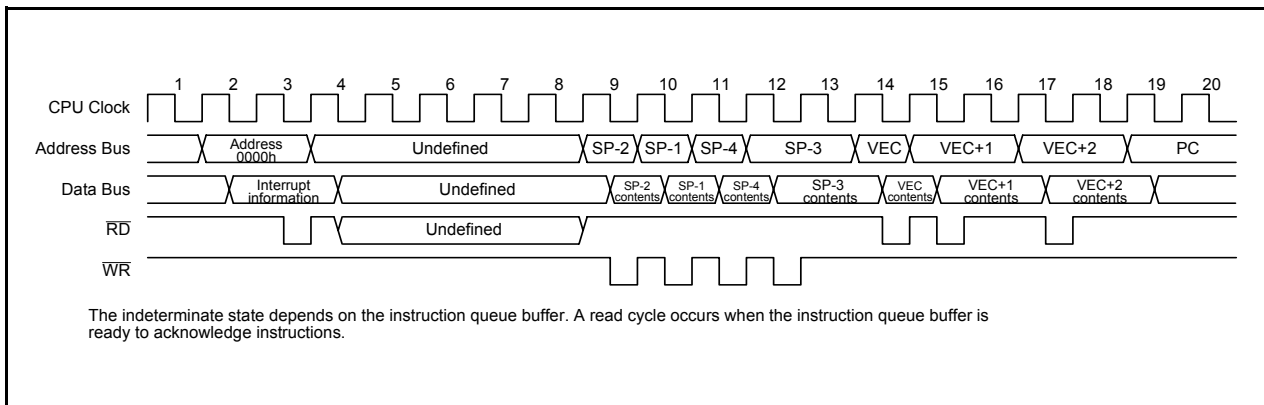 1 2 3 4 5 6 7 8 9 10 11 12 13 14 15 16 17 18 19 20
CPU Clock
Address Bus
Address
0000h
Undefined
SP-2
SP-1
SP-4
SP-3
VEC
VEC+1
VEC+2
PC
Data Bus
Interrupt
information
Undefined
SP-2
contents
SP-1
contents
SP-4
contents
SP-3
contents
VEC
contents
VEC+1
contents
VEC+2
contents
RD
Undefined
WR
The indeterminate state depends on the instruction queue buffer. A read cycle occurs when the instruction queue buffer is
ready to acknowledge instructions.